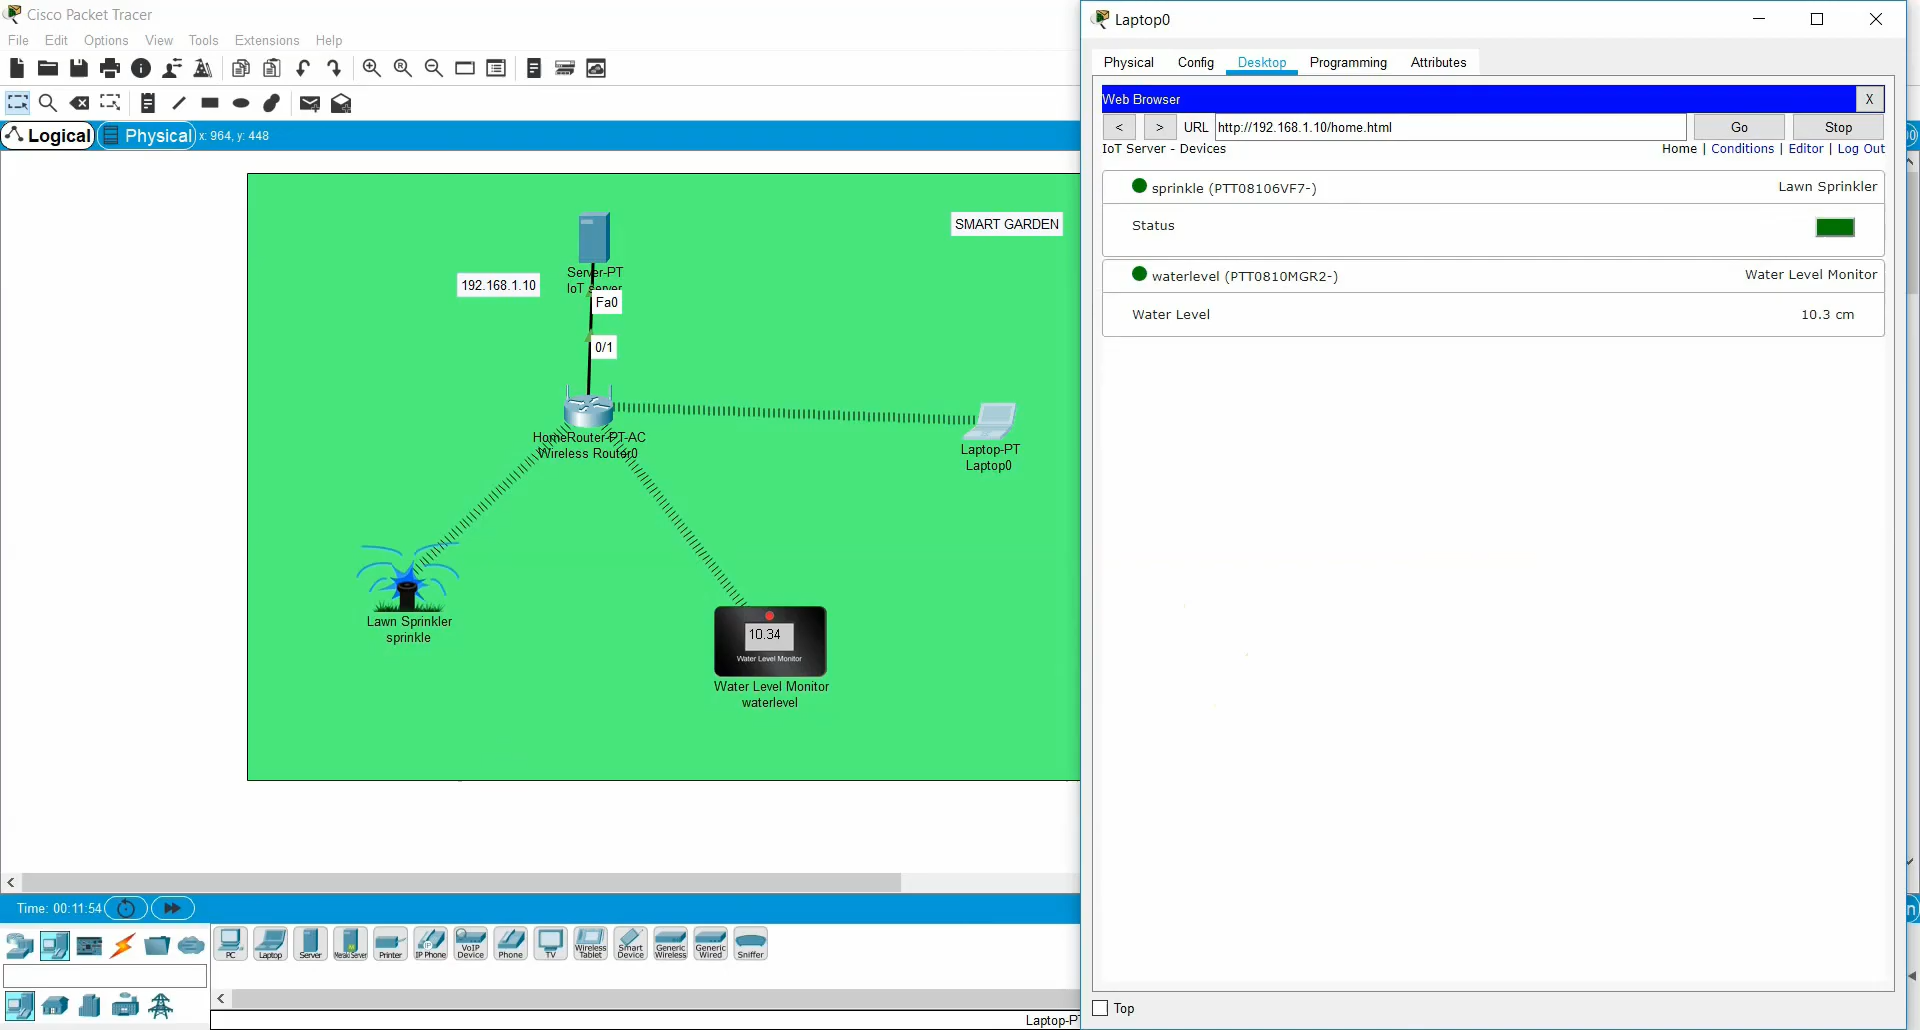 Cisco Packet Tracer
File Edit Options View Tools Extensions Help
Logical Physical x: 964, y: 448
SMART GARDEN
Server-PT
IoT server
192.168.1.10
Fa0
0/1
HomeRouter-PT-AC
Wireless Router0
Laptop-PT
Laptop0
Lawn Sprinkler
sprinkle
10.34
Water Level Monitor
Water Level Monitor
waterlevel
Time: 00:11:54
PC Laptop Server Meraki Server Printer IP Phone VoIP Device Phone TV Wireless Tablet Smart Device Generic Wireless Generic Wired Sniffer
Laptop0
Physical Config Desktop Programming Attributes
Web Browser X
< > URL http://192.168.1.10/home.html Go Stop
IoT Server - Devices Home | Conditions | Editor | Log Out
sprinkle (PTT08106VF7-) Lawn Sprinkler
Status
waterlevel (PTT0810MGR2-) Water Level Monitor
Water Level 10.3 cm
Top